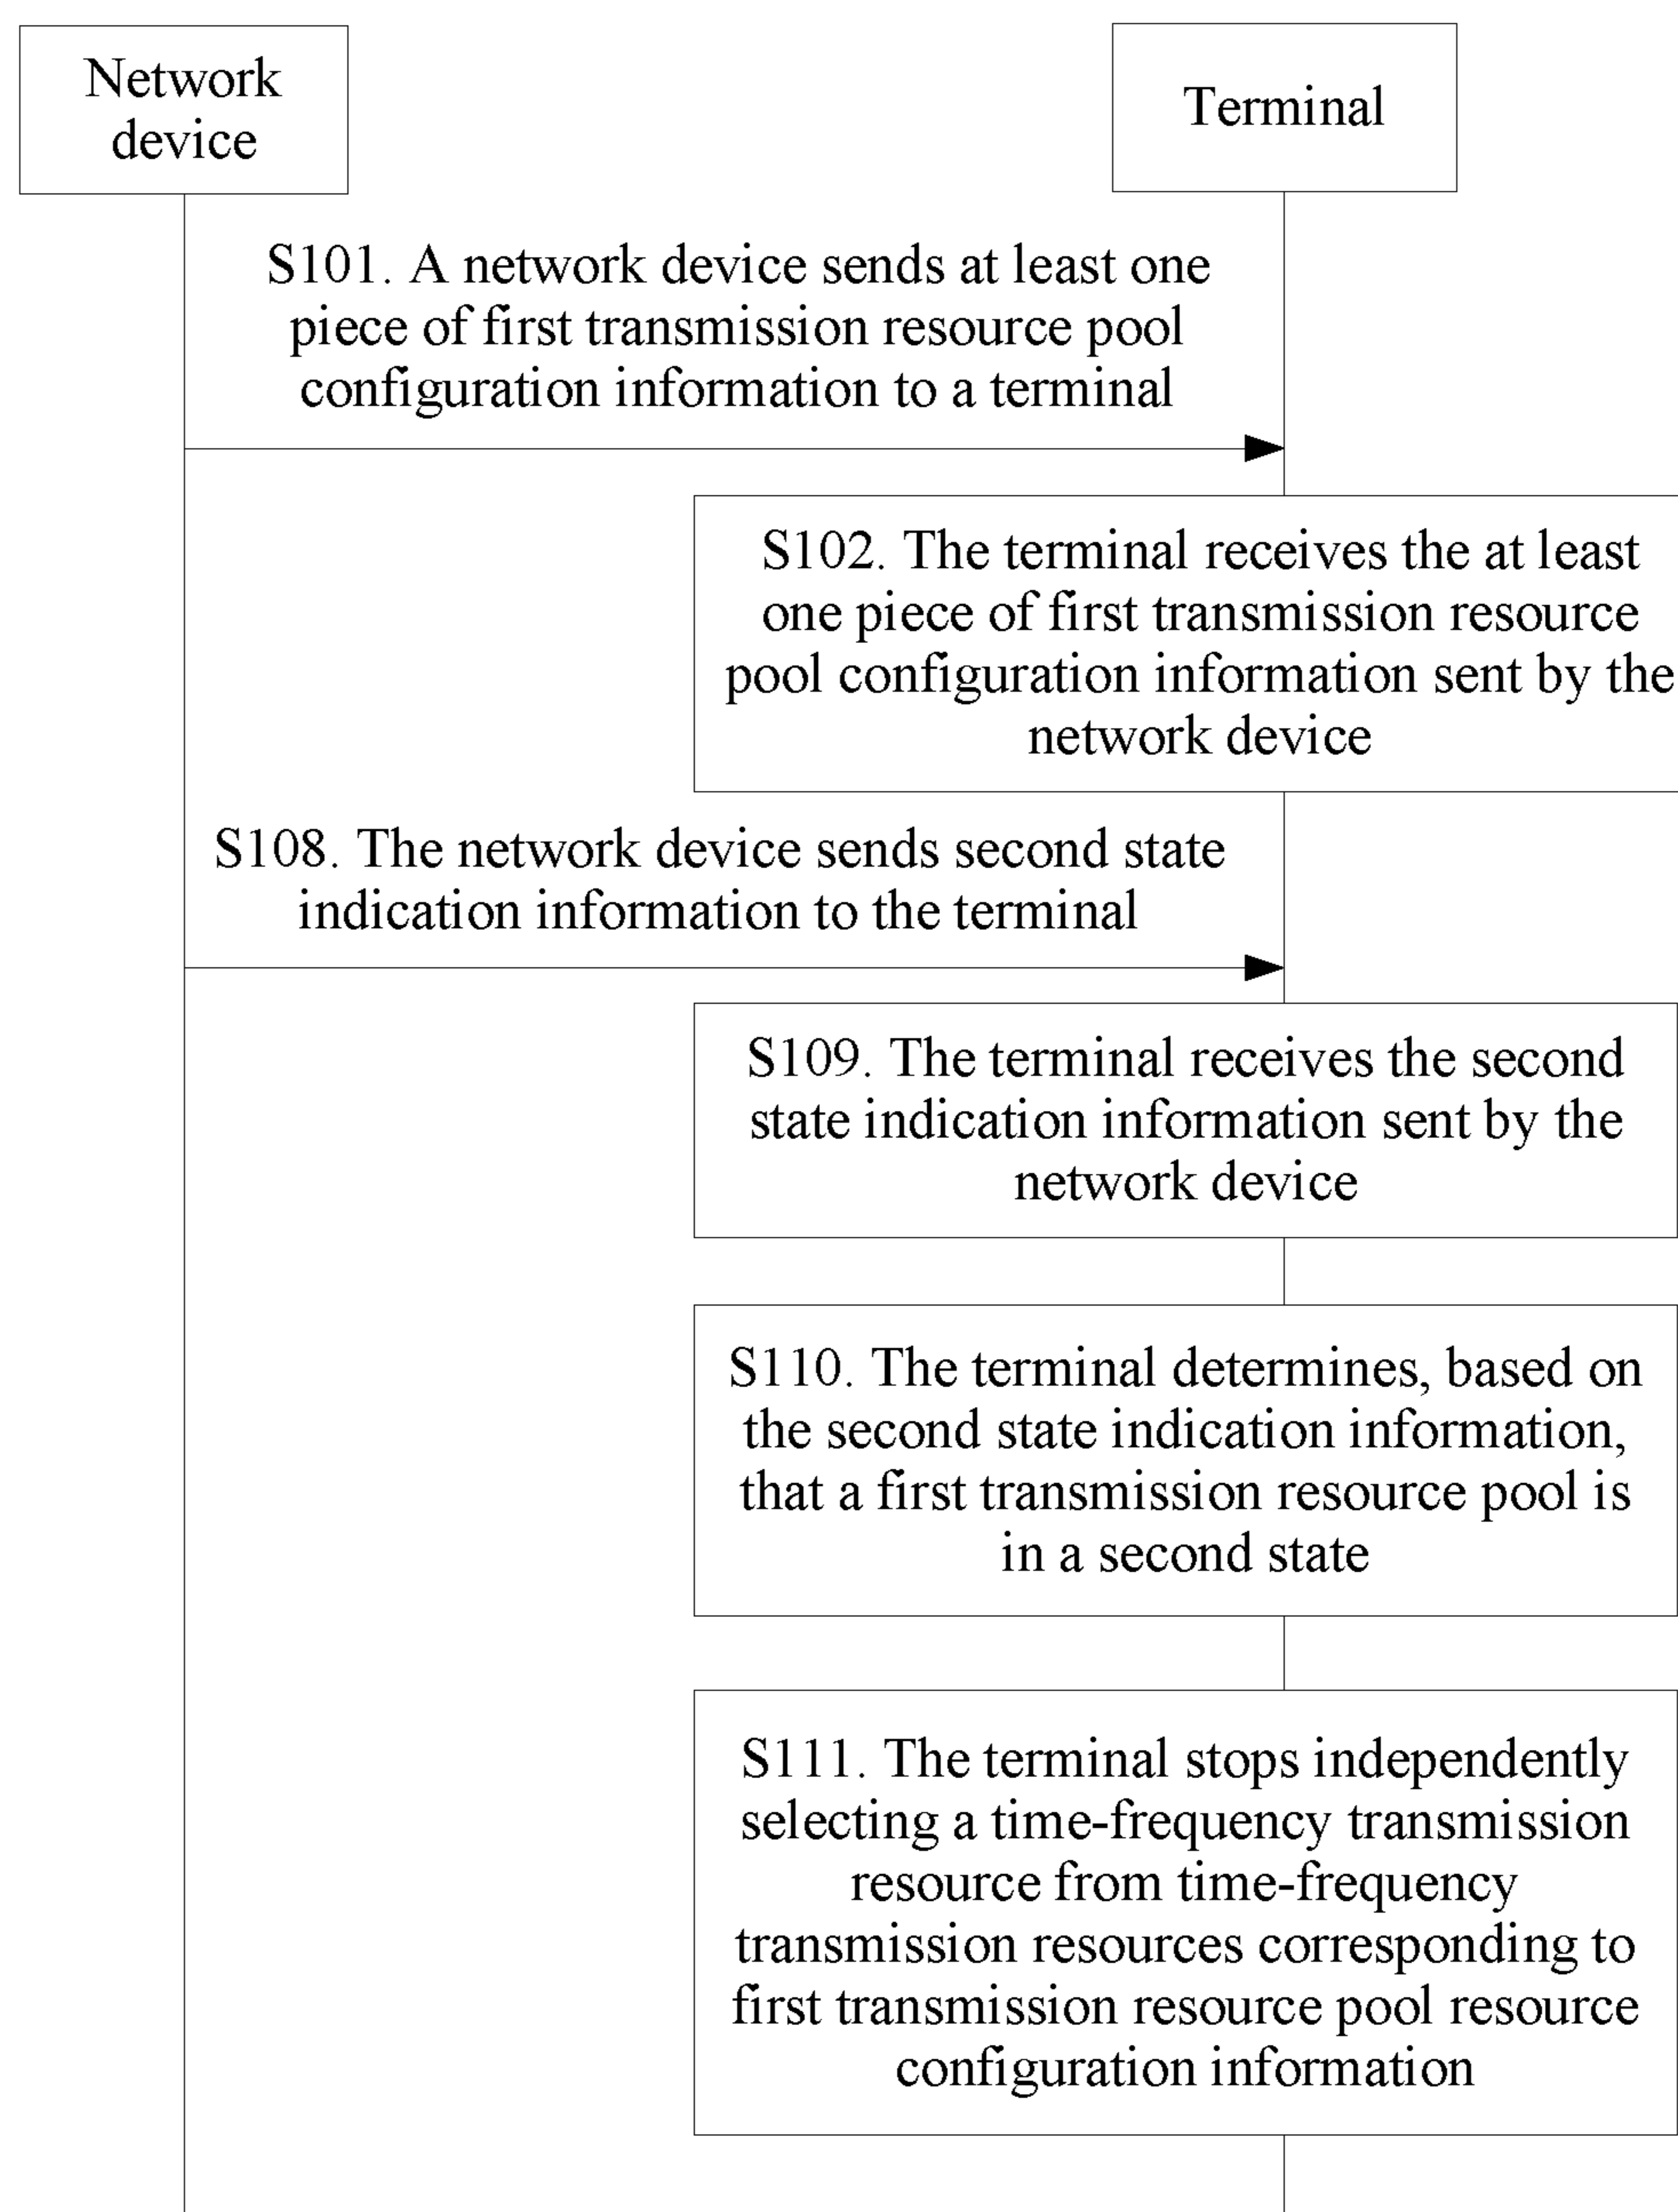 Network
device
Terminal
S101. A network device sends at least one
piece of first transmission resource pool
configuration information to a terminal
S102. The terminal receives the at least
one piece of first transmission resource
pool configuration information sent by the
network device
S108. The network device sends second state
indication information to the terminal
S109. The terminal receives the second
state indication information sent by the
network device
S110. The terminal determines, based on
the second state indication information,
that a first transmission resource pool is
in a second state
S111. The terminal stops independently
selecting a time-frequency transmission
resource from time-frequency
transmission resources corresponding to
first transmission resource pool resource
configuration information